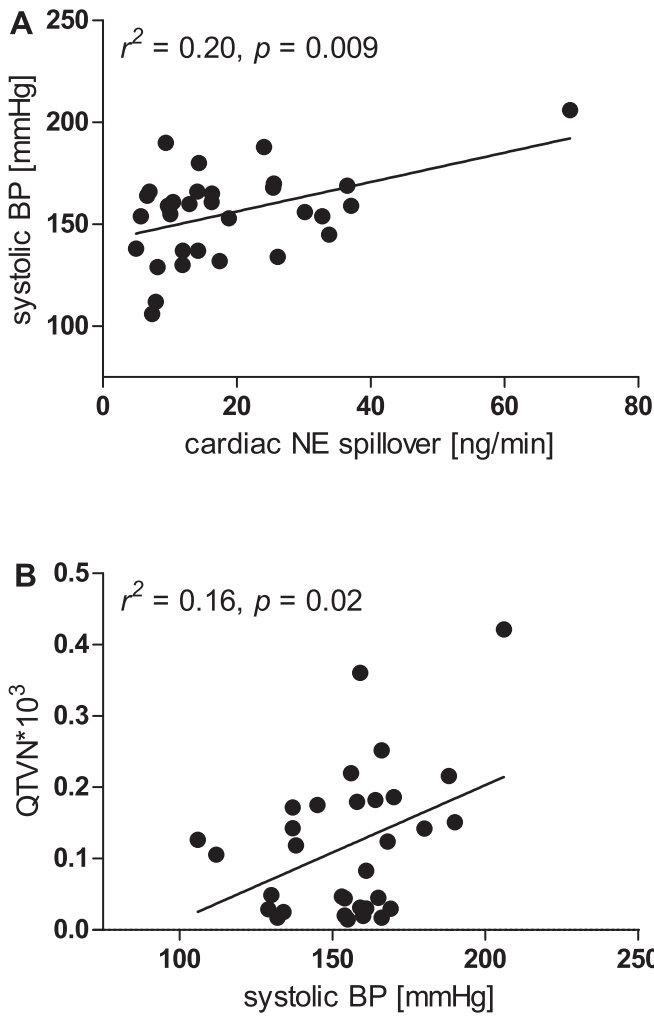 A
r² = 0.20, p = 0.009
systolic BP [mmHg]
250
200
150
100
0 20 40 60 80
cardiac NE spillover [ng/min]
B
r² = 0.16, p = 0.02
QTVN*10³
0.5
0.4
0.3
0.2
0.1
0.0
100 150 200 250
systolic BP [mmHg]